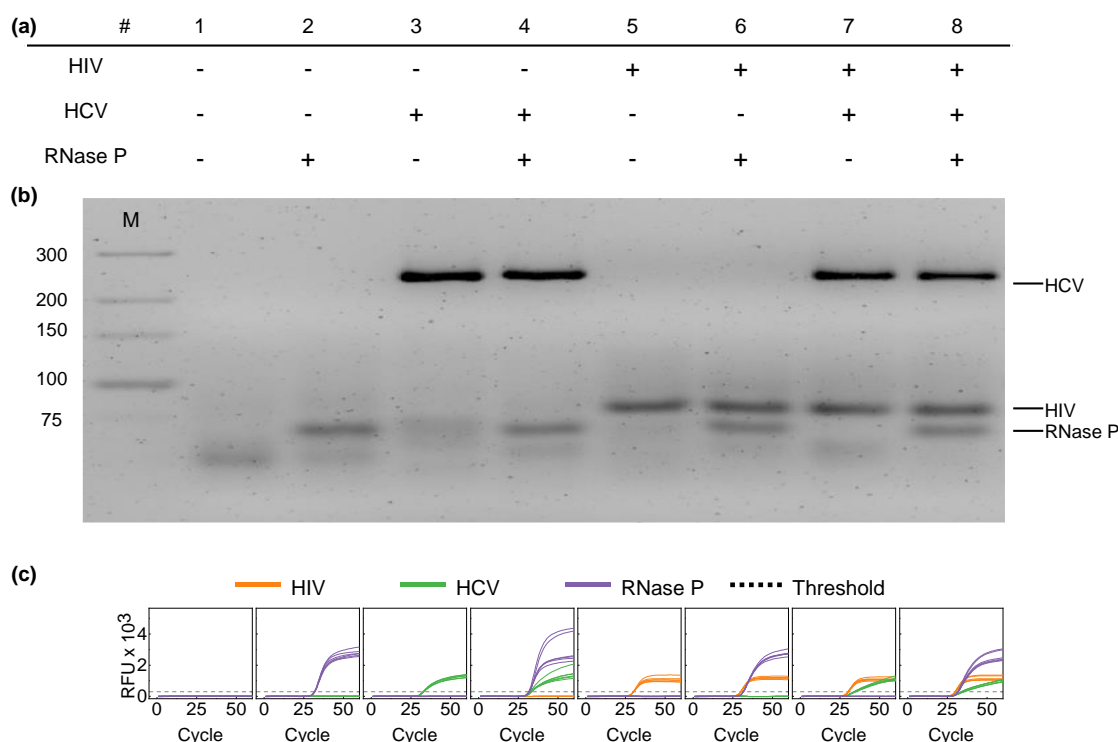 (a) # 1 2 3 4 5 6 7 8
HIV - - - - + + + +
HCV - - + + - - + +
RNase P - + - + - + - +
(b)
M
300
200
150
100
75
HCV
HIV
RNase P
(c)
HIV HCV RNase P Threshold
RFU x 10³
4
2
0
0 25 50 0 25 50 0 25 50 0 25 50 0 25 50 0 25 50 0 25 50 0 25 50
Cycle Cycle Cycle Cycle Cycle Cycle Cycle Cycle